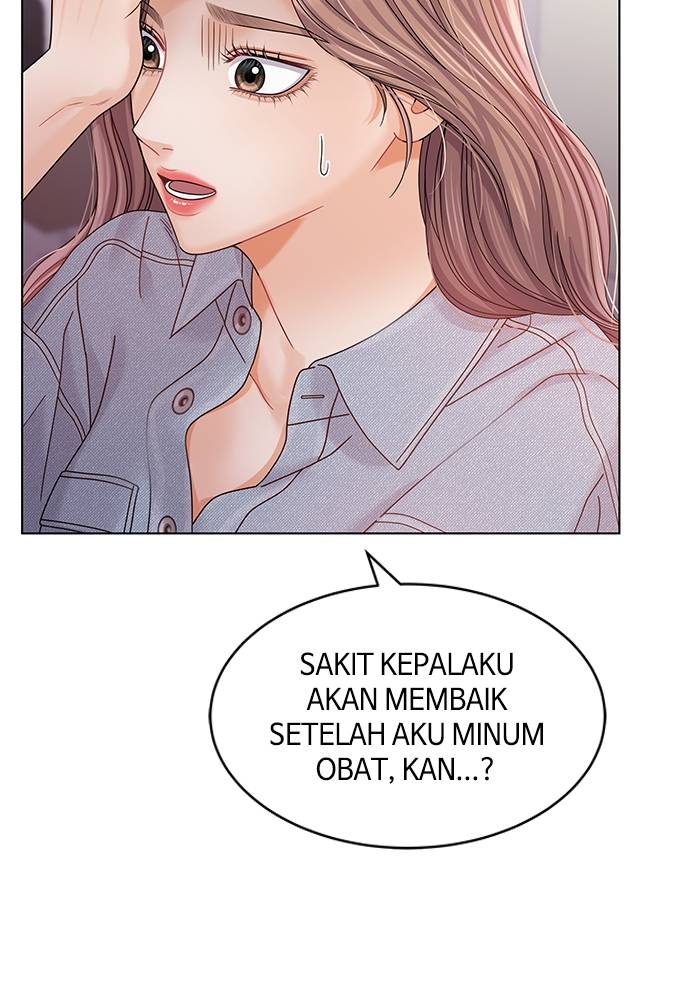 SAKIT KEPALAKU
AKAN MEMBAIK
SETELAH AKU MINUM
OBAT, KAN...?